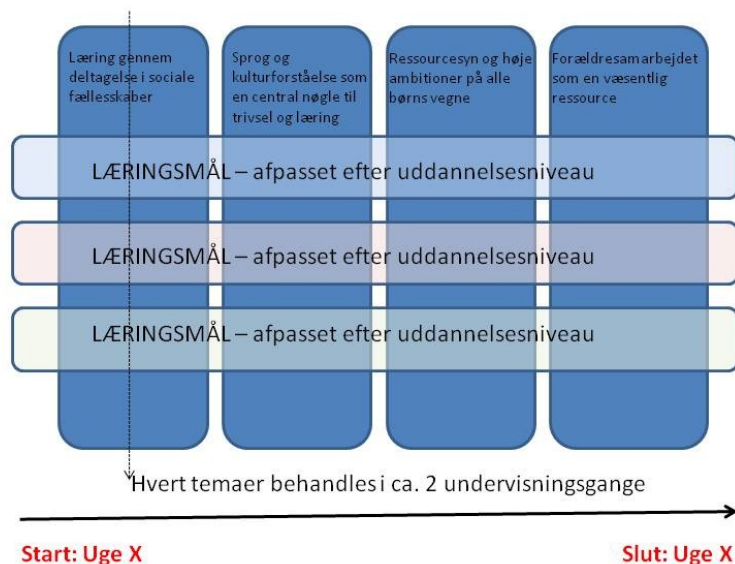 Læring gennem
deltagelse i sociale
fællesskaber
Sprog og
kulturforståelse som
en central nøgle til
trivsel og læring
Ressourcesyn og høje
ambitioner på alle
børns vegne
Forældresamarbejdet
som en væsentlig
ressource
LÆRINGSMÅL – afpasset efter uddannelsesniveau
LÆRINGSMÅL – afpasset efter uddannelsesniveau
LÆRINGSMÅL – afpasset efter uddannelsesniveau
Hvert temaer behandles i ca. 2 undervisningsgange
Start: Uge X
Slut: Uge X